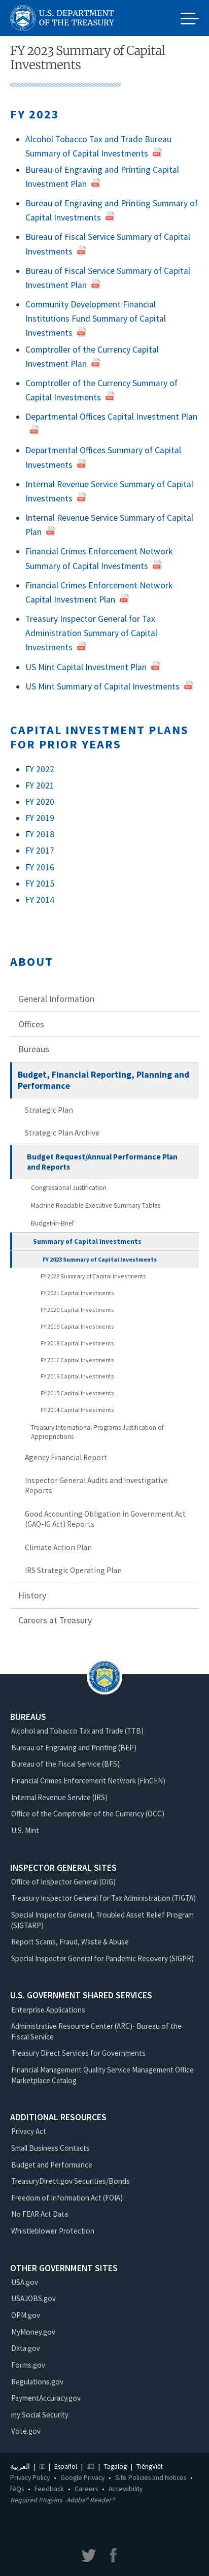 U.S. DEPARTMENT
OF THE TREASURY
FY 2023 Summary of Capital
Investments
FY 2023
Alcohol Tobacco Tax and Trade Bureau
Summary of Capital Investments
Bureau of Engraving and Printing Capital
Investment Plan
Bureau of Engraving and Printing Summary of
Capital Investments
Bureau of Fiscal Service Summary of Capital
Investments
Bureau of Fiscal Service Summary of Capital
Investment Plan
Community Development Financial
Institutions Fund Summary of Capital
Investments
Comptroller of the Currency Capital
Investment Plan
Comptroller of the Currency Summary of
Capital Investments
Departmental Offices Capital Investment Plan
Departmental Offices Summary of Capital
Investments
Internal Revenue Service Summary of Capital
Investments
Internal Revenue Service Summary of Capital
Plan
Financial Crimes Enforcement Network
Summary of Capital Investments
Financial Crimes Enforcement Network
Capital Investment Plan
Treasury Inspector General for Tax
Administration Summary of Capital
Investments
US Mint Capital Investment Plan
US Mint Summary of Capital Investments
CAPITAL INVESTMENT PLANS
FOR PRIOR YEARS
FY 2022
FY 2021
FY 2020
FY 2019
FY 2018
FY 2017
FY 2016
FY 2015
FY 2014
ABOUT
General Information
Offices
Bureaus
Budget, Financial Reporting, Planning and
Performance
Strategic Plan
Strategic Plan Archive
Budget Request/Annual Performance Plan
and Reports
Congressional Justification
Machine Readable Executive Summary Tables
Budget-in-Brief
Summary of Capital Investments
FY 2023 Summary of Capital Investments
FY 2022 Summary of Capital Investments
FY 2021 Capital Investments
FY 2020 Capital Investments
FY 2019 Capital Investments
FY 2018 Capital Investments
FY 2017 Capital Investments
FY 2016 Capital Investments
FY 2015 Capital Investments
FY 2014 Capital Investments
Treasury International Programs Justification of
Appropriations
Agency Financial Report
Inspector General Audits and Investigative
Reports
Good Accounting Obligation in Government Act
(GAO-IG Act) Reports
Climate Action Plan
IRS Strategic Operating Plan
History
Careers at Treasury
BUREAUS
Alcohol and Tobacco Tax and Trade (TTB)
Bureau of Engraving and Printing (BEP)
Bureau of the Fiscal Service (BFS)
Financial Crimes Enforcement Network (FinCEN)
Internal Revenue Service (IRS)
Office of the Comptroller of the Currency (OCC)
U.S. Mint
INSPECTOR GENERAL SITES
Office of Inspector General (OIG)
Treasury Inspector General for Tax Administration (TIGTA)
Special Inspector General, Troubled Asset Relief Program
(SIGTARP)
Report Scams, Fraud, Waste & Abuse
Special Inspector General for Pandemic Recovery (SIGPR)
U.S. GOVERNMENT SHARED SERVICES
Enterprise Applications
Administrative Resource Center (ARC)- Bureau of the
Fiscal Service
Treasury Direct Services for Governments
Financial Management Quality Service Management Office
Marketplace Catalog
ADDITIONAL RESOURCES
Privacy Act
Small Business Contacts
Budget and Performance
TreasuryDirect.gov Securities/Bonds
Freedom of Information Act (FOIA)
No FEAR Act Data
Whistleblower Protection
OTHER GOVERNMENT SITES
USA.gov
USAJOBS.gov
OPM.gov
MyMoney.gov
Data.gov
Forms.gov
Regulations.gov
PaymentAccuracy.gov
my Social Security
Vote.gov
العربية | | Español | | Tagalog | TiếngViệt
Privacy Policy • Google Privacy • Site Policies and Notices •
FAQs • Feedback • Careers • Accessibility
Required Plug-ins Adobe® Reader®